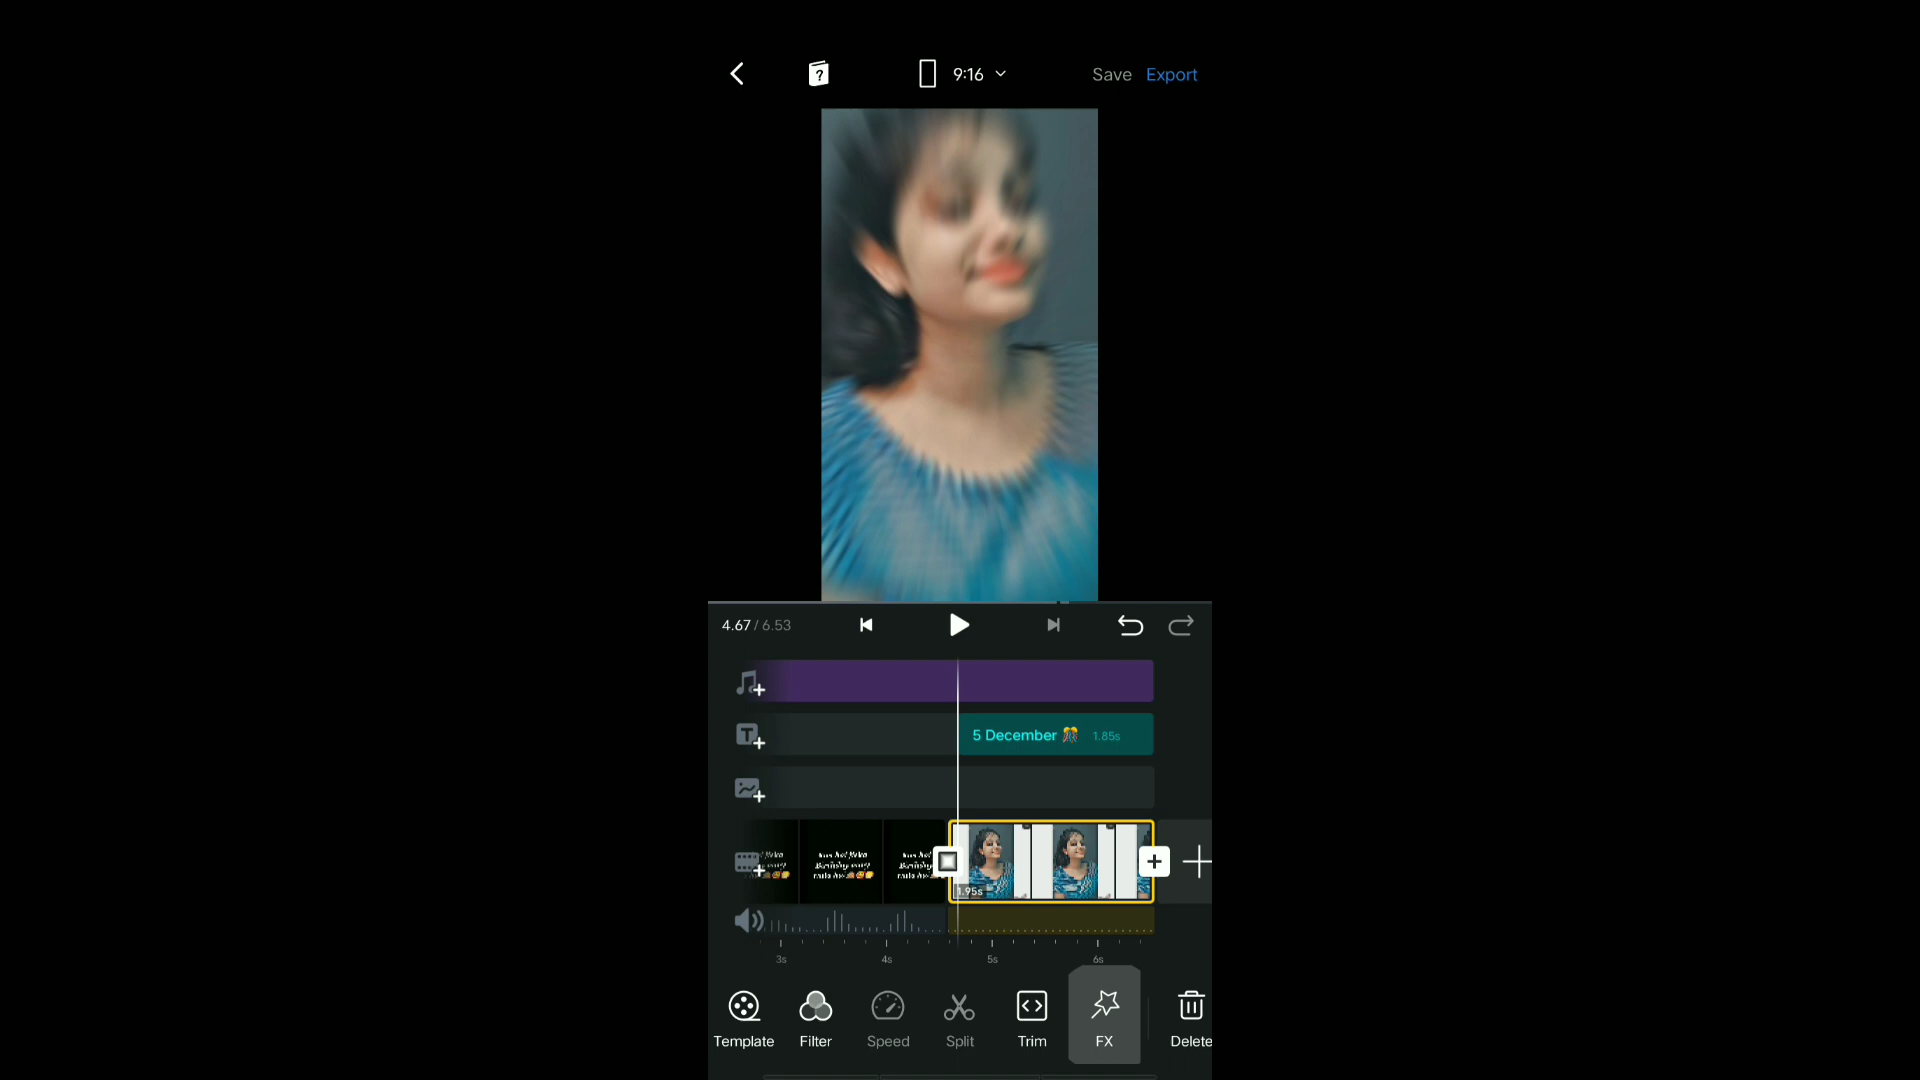 9:16 Save Export
4.67 / 6.53
5 December 🎊 1.85s
Birthday
1.95s
3s 4s 5s 6s
Template Filter Speed Split Trim FX Delete